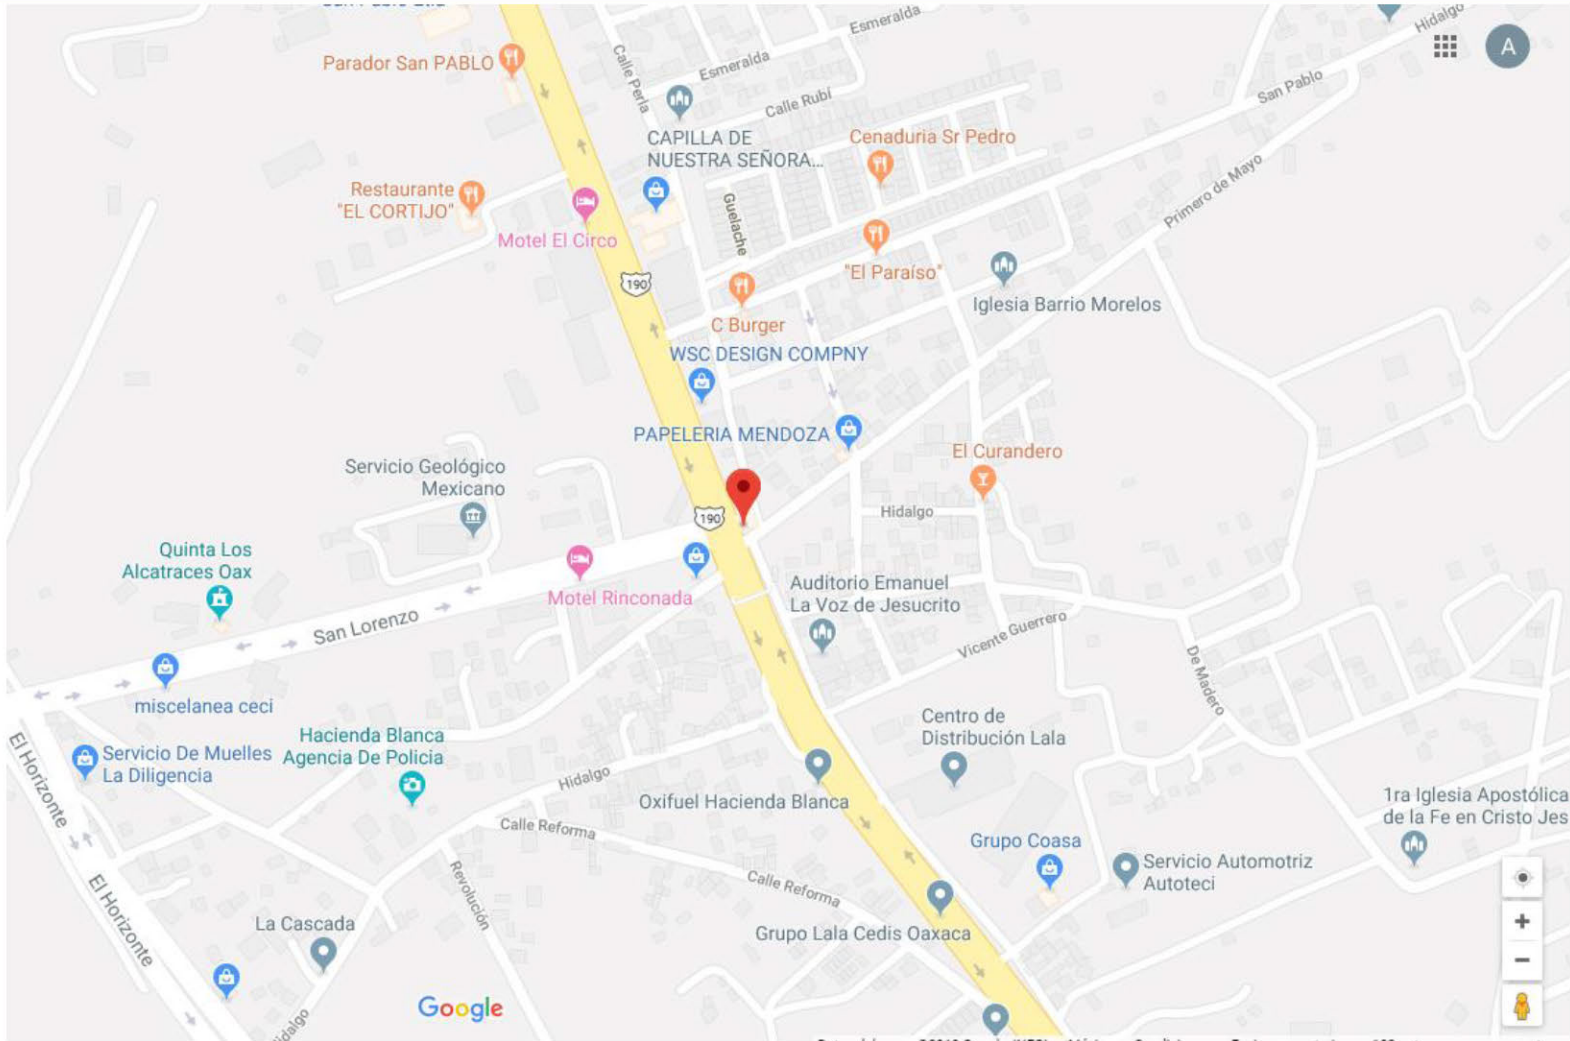 Esmeralda
Hidalgo
A
Parador San PABLO
Calle Perla
Esmeralda
San Pablo
Calle Rubí
CAPILLA DE
NUESTRA SEÑORA...
Cenaduria Sr Pedro
Restaurante
"EL CORTIJO"
Guelache
Primero de Mayo
Motel El Circo
190
"El Paraíso"
Iglesia Barrio Morelos
C Burger
WSC DESIGN COMPNY
PAPELERIA MENDOZA
El Curandero
Servicio Geológico
Mexicano
190
Hidalgo
Quinta Los
Alcatraces Oax
Motel Rinconada
Auditorio Emanuel
La Voz de Jesucrito
San Lorenzo
Vicente Guerrero
De Madero
miscelanea ceci
Centro de
Distribución Lala
Hacienda Blanca
Agencia De Policia
Servicio De Muelles
La Diligencia
El Horizonte
Hidalgo
Oxifuel Hacienda Blanca
1ra Iglesia Apostólica
de la Fe en Cristo Jes
Calle Reforma
Grupo Coasa
Servicio Automotriz
Autoteci
Calle Reforma
Revolución
El Horizonte
La Cascada
Grupo Lala Cedis Oaxaca
+
−
Google
Hidalgo